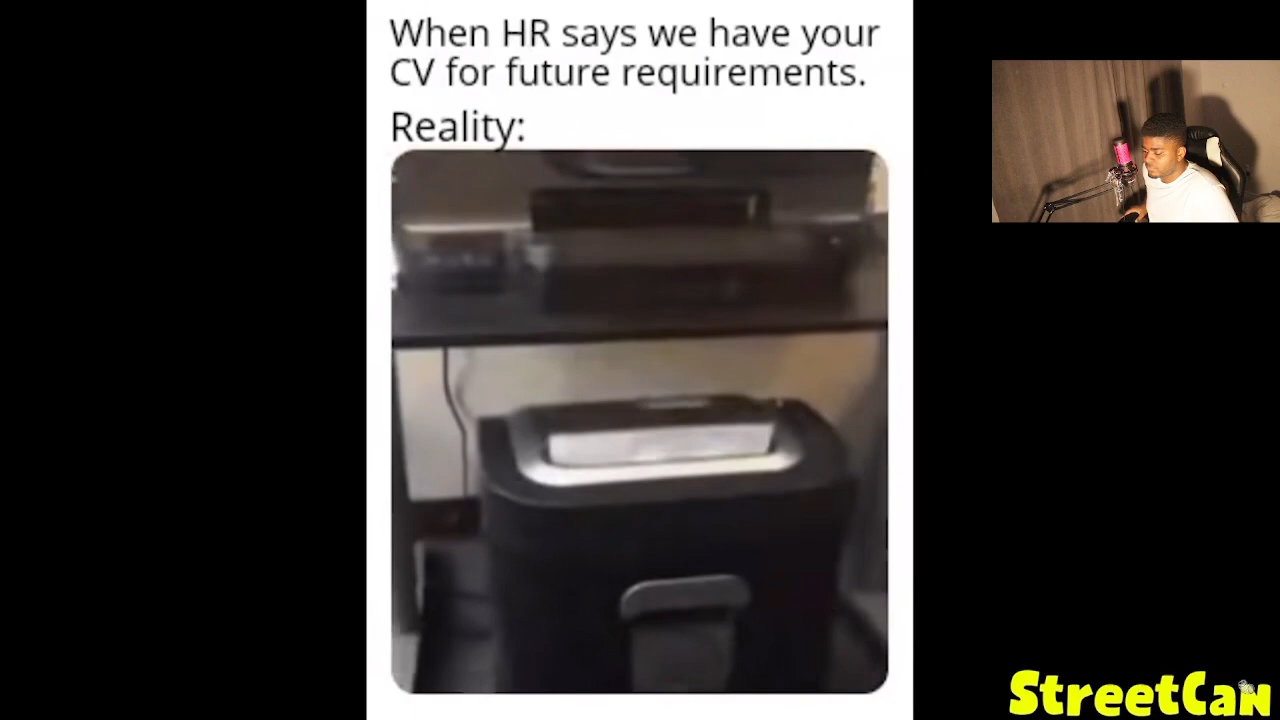 When HR says we have your
CV for future requirements.
Reality:
StreetCan